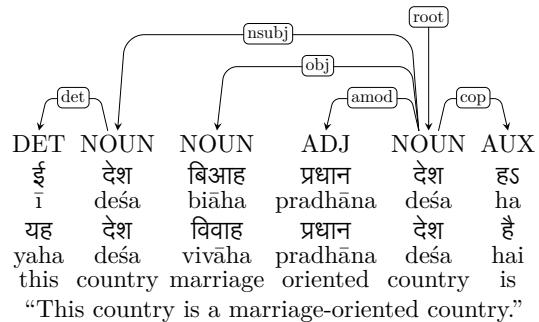 root
nsubj
obj
det amod cop
DET NOUN NOUN ADJ NOUN AUX
ई देश बिआह प्रधान देश हऽ
ī deśa biāha pradhāna deśa ha
यह देश विवाह प्रधान देश है
yaha deśa vivāha pradhāna deśa hai
this country marriage oriented country is
“This country is a marriage-oriented country.”